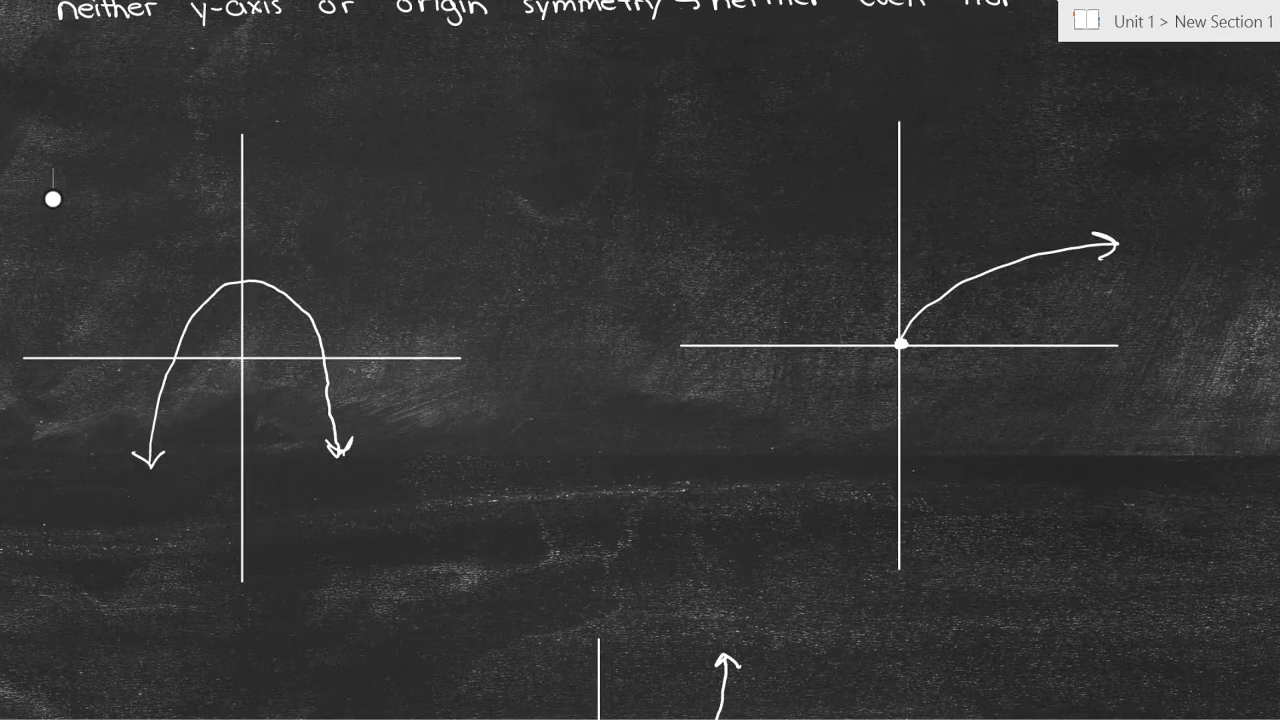 neither y-axis or origin symmetry → neither even nor
Unit 1 > New Section 1